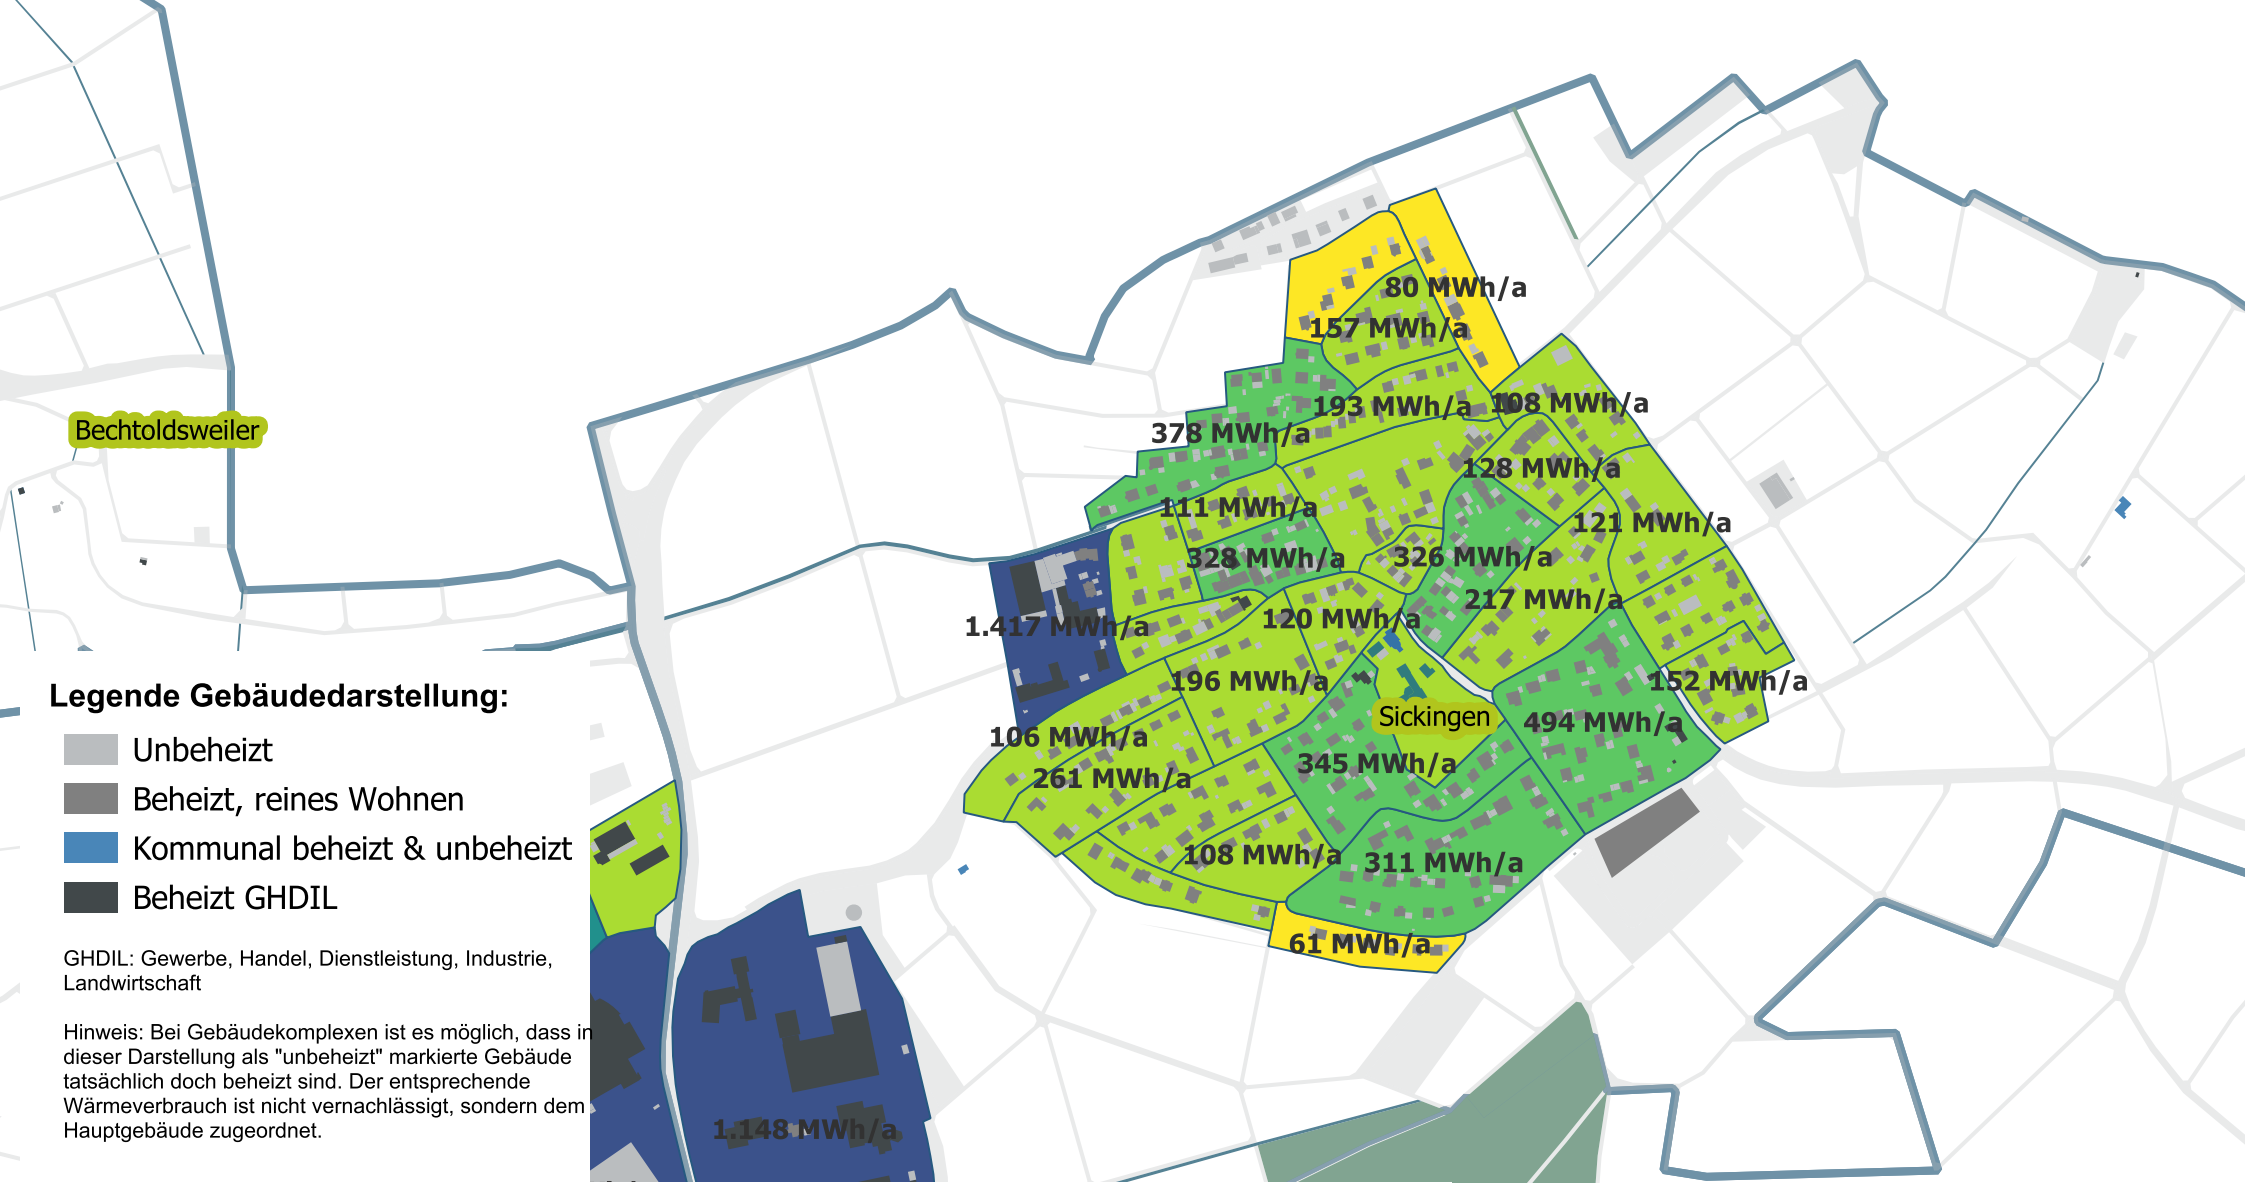 80 MWh/a
157 MWh/a
193 MWh/a
108 MWh/a
378 MWh/a
Bechtoldsweiler
128 MWh/a
111 MWh/a
121 MWh/a
328 MWh/a
326 MWh/a
217 MWh/a
120 MWh/a
1.417 MWh/a
196 MWh/a
152 MWh/a
Sickingen
494 MWh/a
106 MWh/a
345 MWh/a
261 MWh/a
108 MWh/a
311 MWh/a
61 MWh/a
1.148 MWh/a
Legende Gebäudedarstellung:
Unbeheizt
Beheizt, reines Wohnen
Kommunal beheizt & unbeheizt
Beheizt GHDIL
GHDIL: Gewerbe, Handel, Dienstleistung, Industrie,
Landwirtschaft
Hinweis: Bei Gebäudekomplexen ist es möglich, dass in
dieser Darstellung als "unbeheizt" markierte Gebäude
tatsächlich doch beheizt sind. Der entsprechende
Wärmeverbrauch ist nicht vernachlässigt, sondern dem
Hauptgebäude zugeordnet.